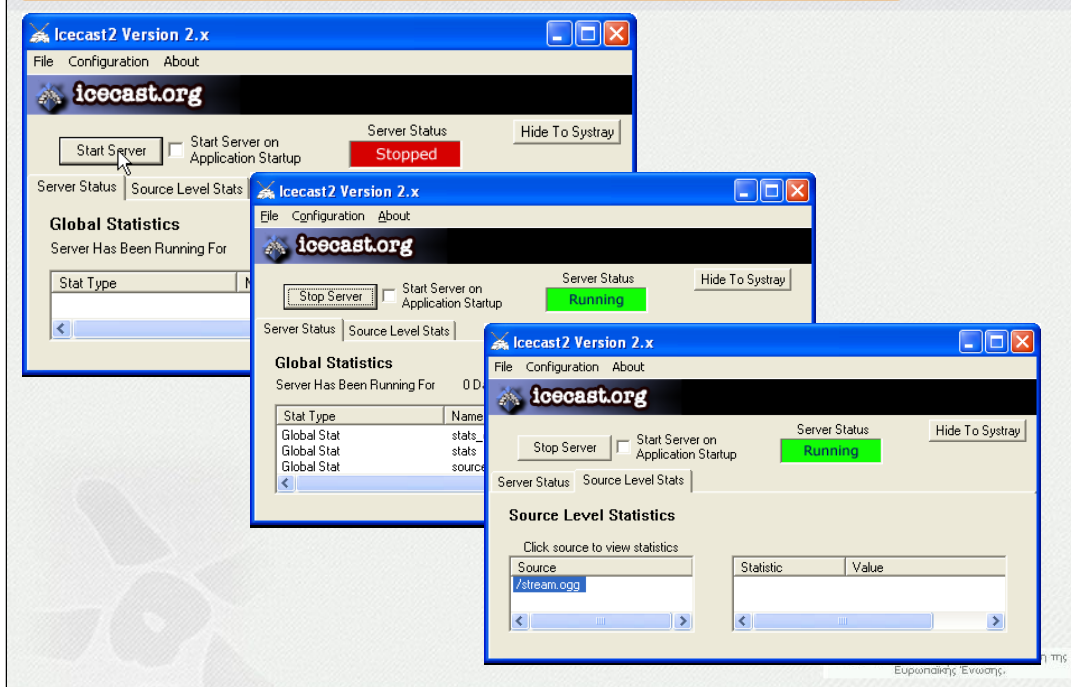 Icecast2 Version 2.x
File Configuration About
icecast.org
Start Server
Start Server on
Application Startup
Server Status
Stopped
Hide To Systray
Server Status Source Level Stats
Global Statistics
Server Has Been Running For
Stat Type
Icecast2 Version 2.x
File Configuration About
icecast.org
Stop Server
Start Server on
Application Startup
Server Status
Running
Hide To Systray
Server Status Source Level Stats
Global Statistics
Server Has Been Running For 0 D
Stat Type Name
Global Stat stats_
Global Stat stats
Global Stat source
Icecast2 Version 2.x
File Configuration About
icecast.org
Stop Server
Start Server on
Application Startup
Server Status
Running
Hide To Systray
Server Status Source Level Stats
Source Level Statistics
Click source to view statistics
Source
/stream.ogg
Statistic Value
της
Ευρωπαϊκής Ένωσης.